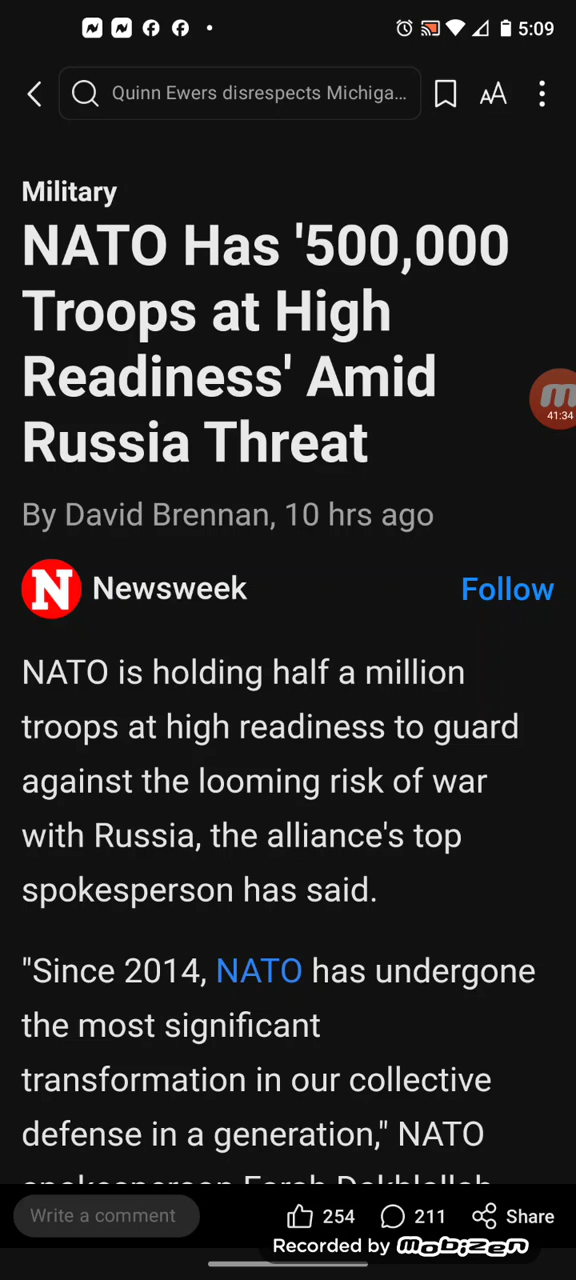 5:09
Quinn Ewers disrespects Michiga...
AA
Military
NATO Has '500,000
Troops at High
Readiness' Amid
Russia Threat
41:34
By David Brennan, 10 hrs ago
N Newsweek Follow
NATO is holding half a million
troops at high readiness to guard
against the looming risk of war
with Russia, the alliance's top
spokesperson has said.
"Since 2014, NATO has undergone
the most significant
transformation in our collective
defense in a generation," NATO
spokesperson Farah Dakhlallah
Write a comment 254 211 Share
Recorded by mobizen